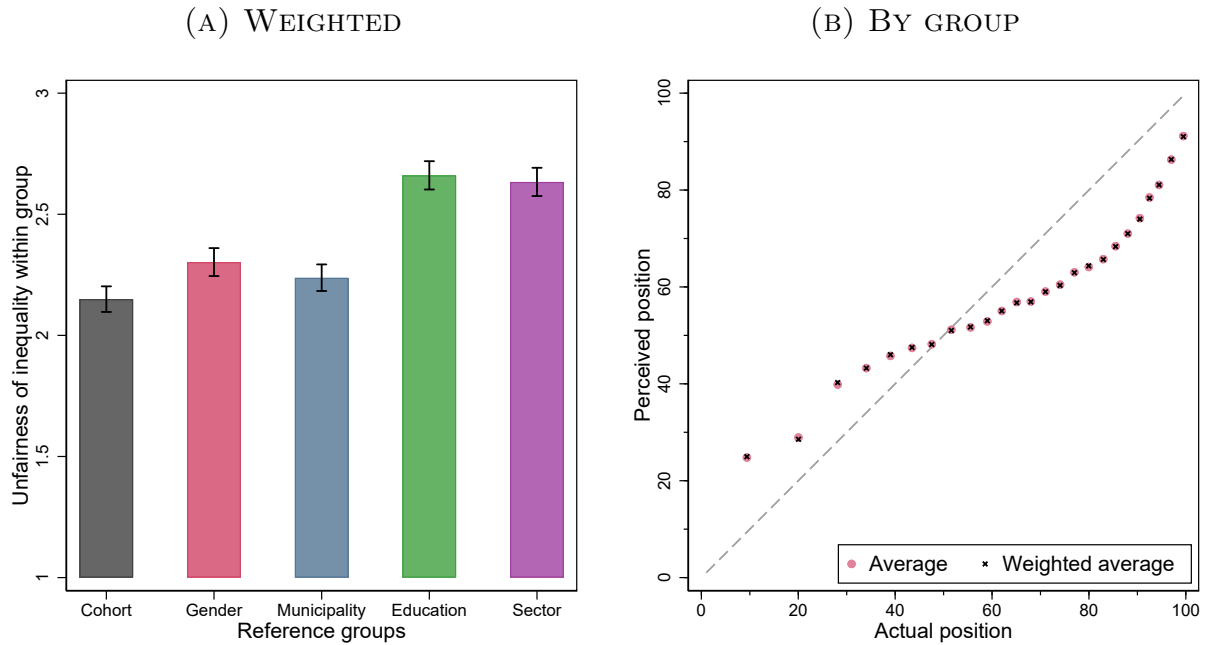 (A) WEIGHTED
3
2.5
2
1.5
1
Unfairness of inequality within group
Cohort Gender Municipality Education Sector
Reference groups
(B) BY GROUP
100
80
60
40
20
0
Perceived position
Average Weighted average
0 20 40 60 80 100
Actual position